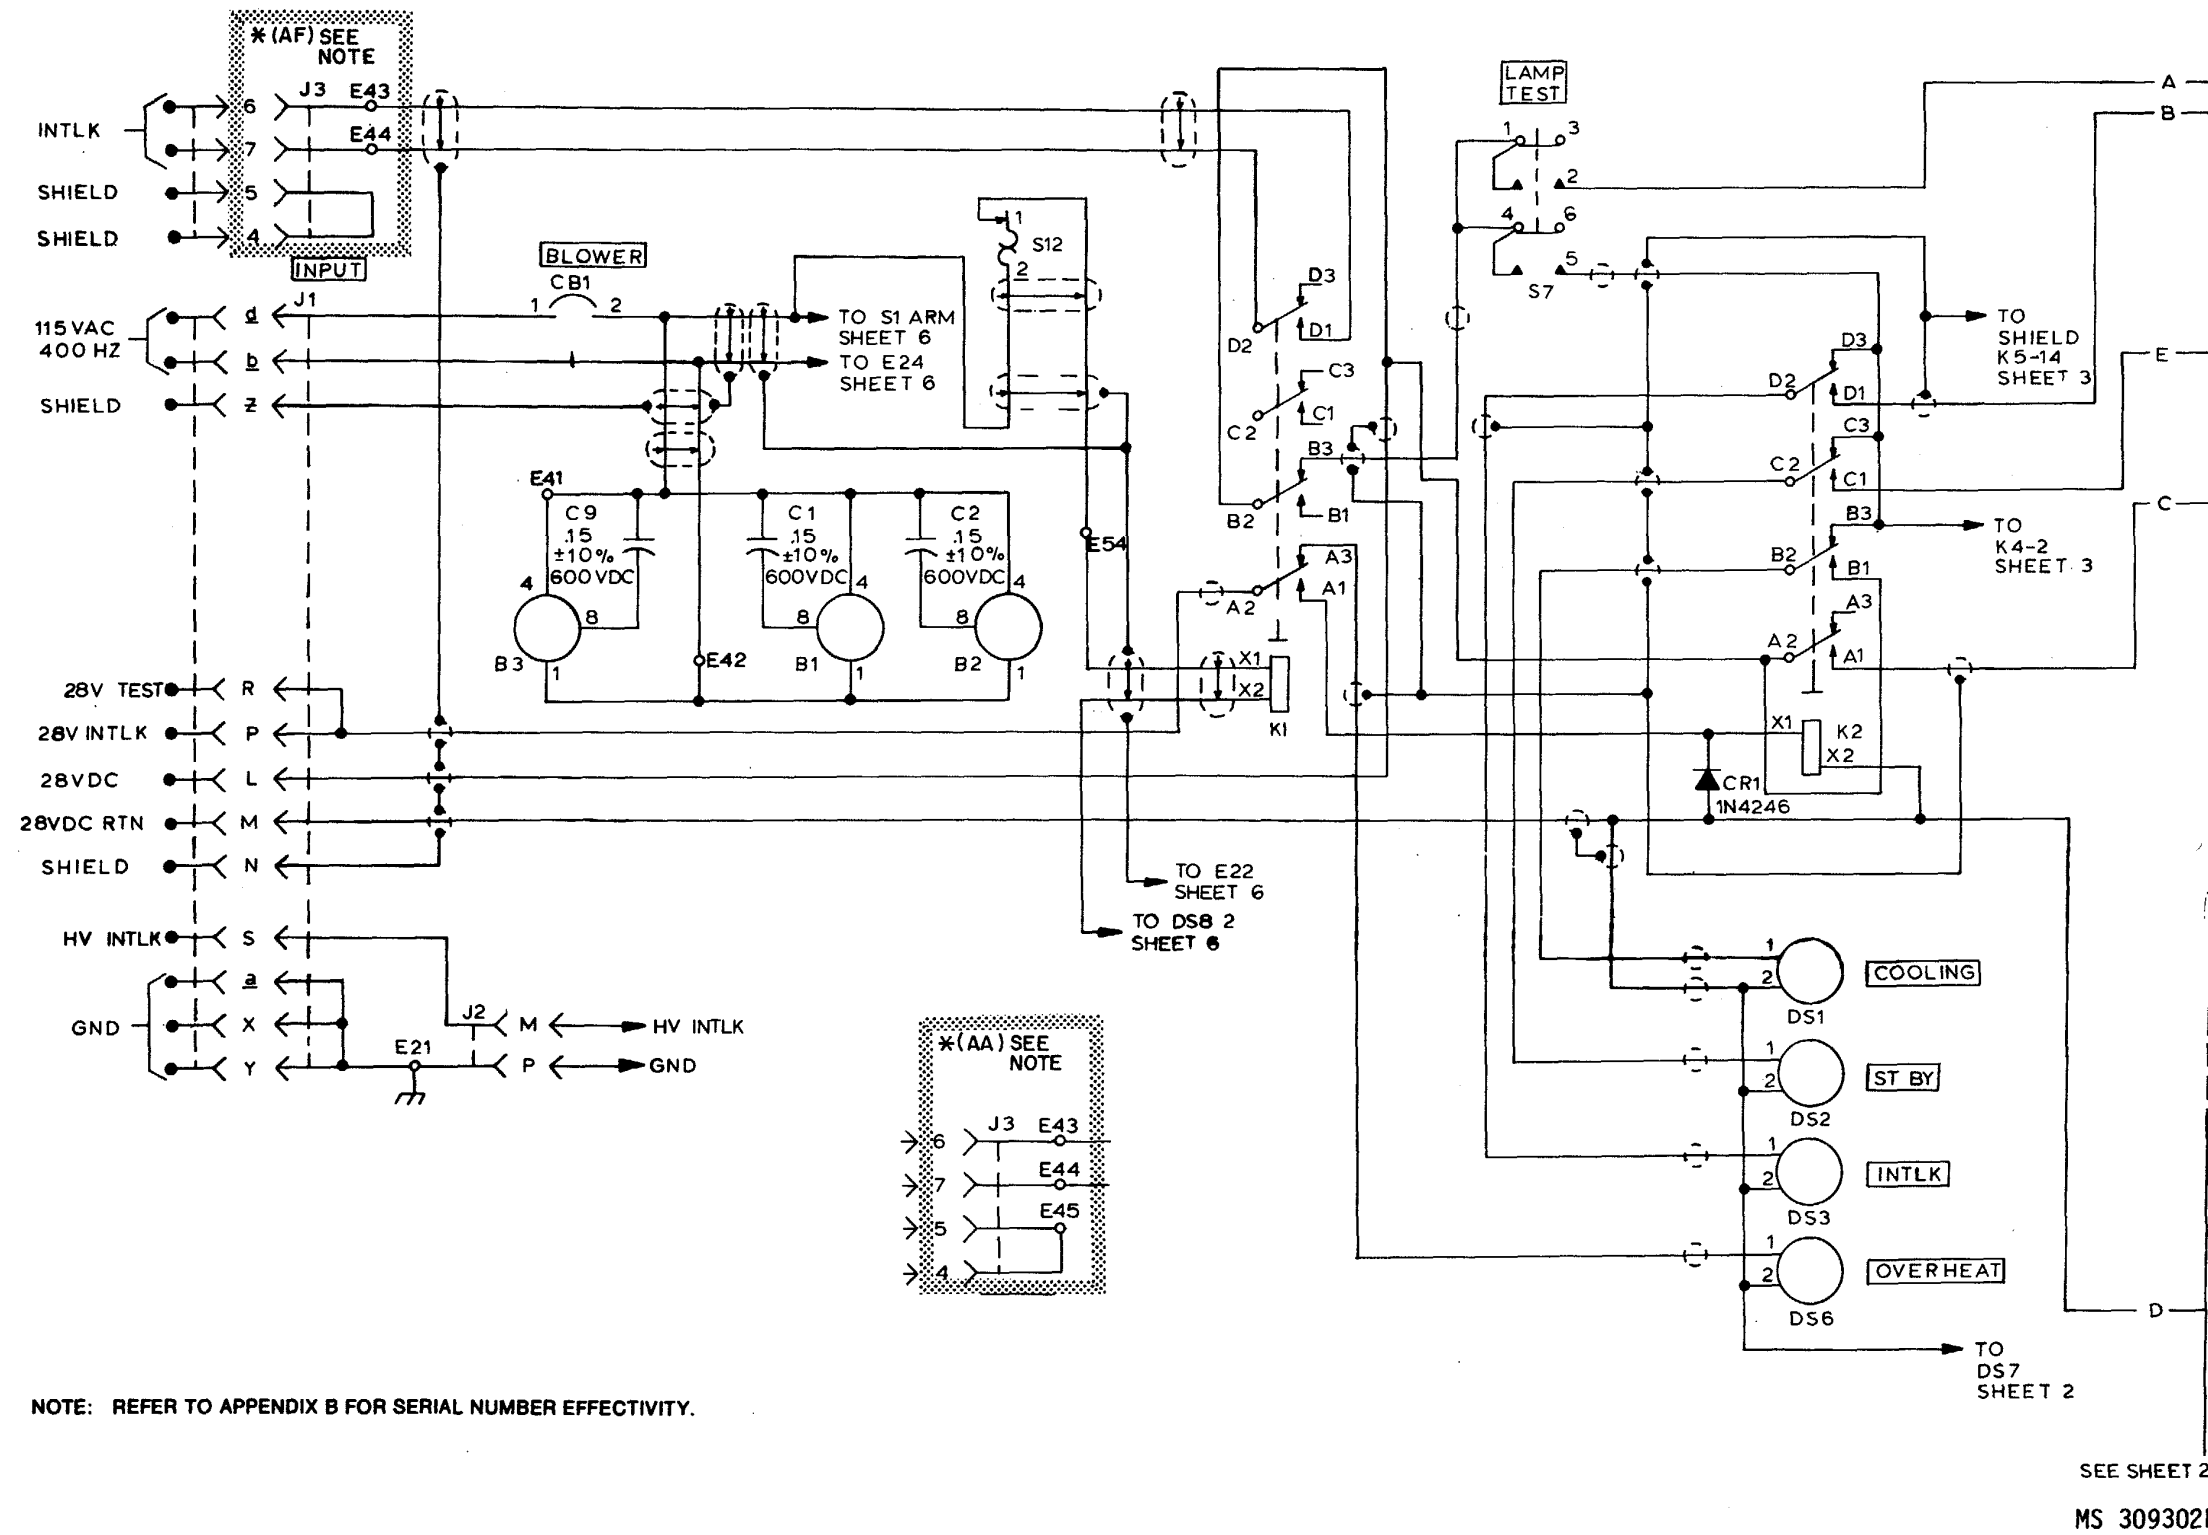 *(AF) SEE
NOTE
INTLK
6
J3
E43
7
E44
SHIELD
5
SHIELD
4
INPUT
115 VAC
400 HZ
d
J1
b
SHIELD
z
BLOWER
CB1
1
2
TO S1 ARM
SHEET 6
TO E24
SHEET 6
1
S12
2
E41
C9
.15
±10%
600VDC
C1
.15
±10%
600VDC
C2
.15
±10%
600VDC
4
8
B3
1
E42
4
8
B1
1
4
8
B2
1
E54
28V TEST
R
28V INTLK
P
28VDC
L
28VDC RTN
M
SHIELD
N
HV INTLK
S
GND
a
X
Y
E21
J2
M
HV INTLK
P
GND
TO E22
SHEET 6
TO DS8 2
SHEET 6
D3
D2
D1
C3
C2
C1
B3
B2
B1
A3
A2
A1
X1
X2
K1
LAMP
TEST
1
3
2
4
6
5
S7
A
B
TO
SHIELD
K5-14
SHEET 3
E
D3
D2
D1
C3
C2
C1
C
B3
B2
B1
TO
K4-2
SHEET 3
A3
A2
A1
X1
K2
X2
CR1
1N4246
1
2
DS1
COOLING
1
2
DS2
ST BY
1
2
DS3
INTLK
1
2
DS6
OVERHEAT
D
TO
DS7
SHEET 2
*(AA) SEE
NOTE
6
J3
E43
7
E44
5
E45
4
NOTE: REFER TO APPENDIX B FOR SERIAL NUMBER EFFECTIVITY.
SEE SHEET 2
MS 309302